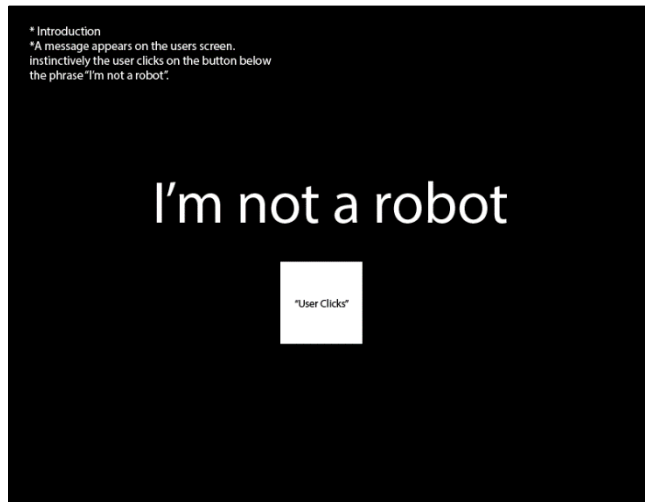 * Introduction
*A message appears on the users screen.
instinctively the user clicks on the button below
the phrase “I’m not a robot”.
I’m not a robot
“User Clicks”